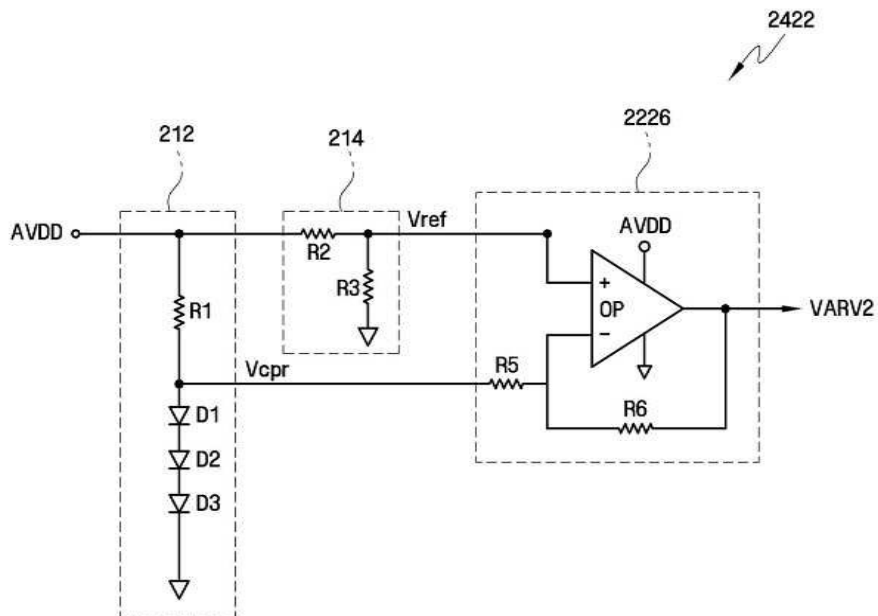 2422
212
214
2226
AVDD
Vref
AVDD
R2
R3
+
OP
−
VARV2
R1
Vcpr
R5
R6
D1
D2
D3